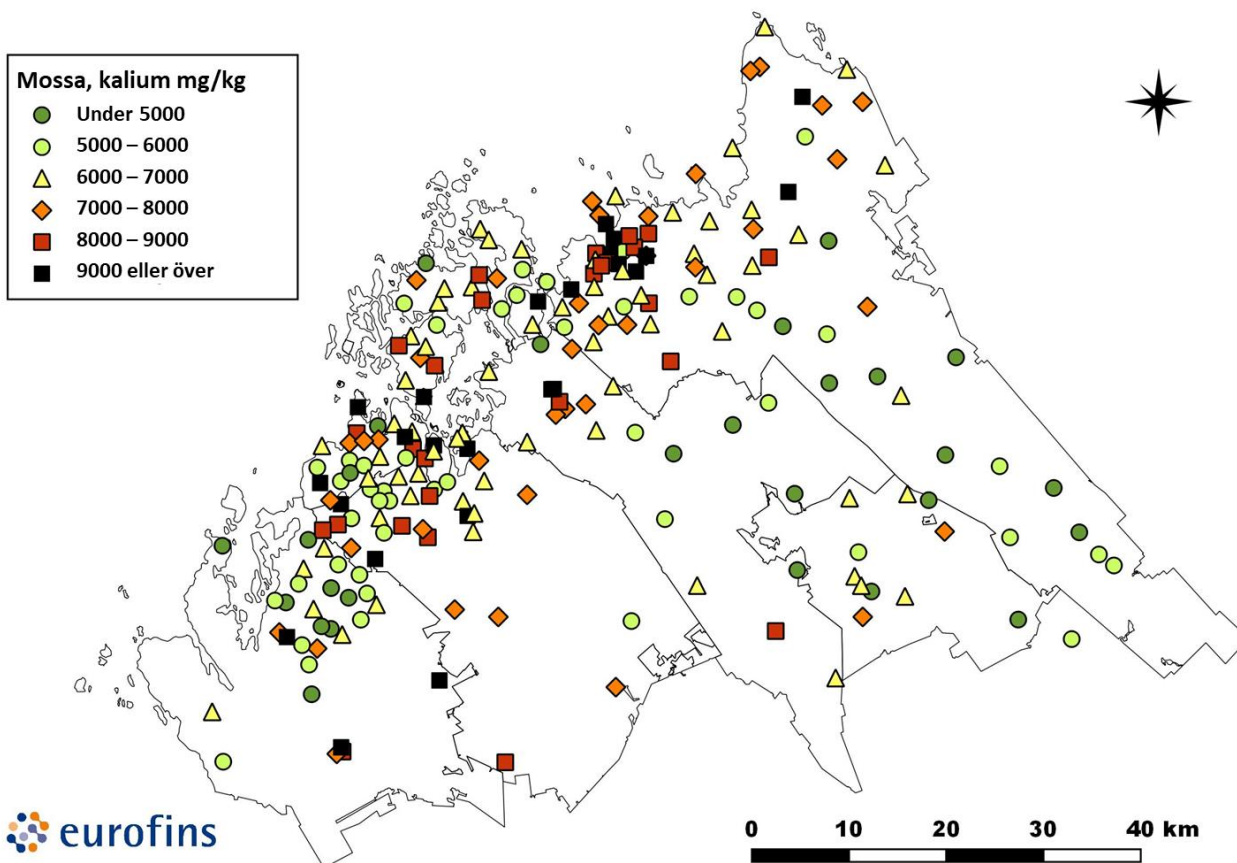 Mossa, kalium mg/kg
Under 5000
5000 – 6000
6000 – 7000
7000 – 8000
8000 – 9000
9000 eller över
eurofins
0 10 20 30 40 km